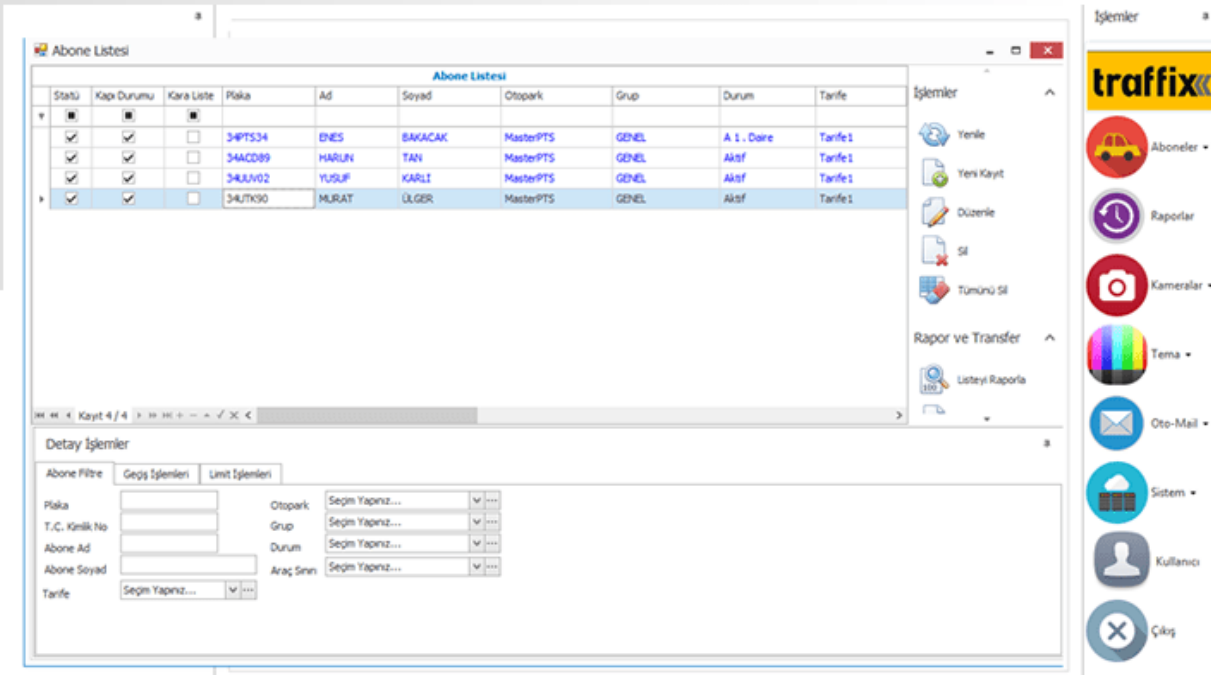 Abone Listesi
Abone Listesi
Statü Kapı Durumu Kara Liste Plaka Ad Soyad Otopark Grup Durum Tarife
34PTS34 ENES BAKACAK MasterPTS GENEL A 1 . Daire Tarife1
34ACD89 HARUN TAN MasterPTS GENEL Aktif Tarife1
34UUV02 YUSUF KARLI MasterPTS GENEL Aktif Tarife1
34UTK90 MURAT ÜLGER MasterPTS GENEL Aktif Tarife1
Kayıt 4 / 4
İşlemler
Yenile
Yeni Kayıt
Düzenle
Sil
Tümünü Sil
Rapor ve Transfer
100
Listeyi Raporla
Detay İşlemler
Abone Filtre Geçiş İşlemleri Limit İşlemleri
Plaka Otopark Seçim Yapınız...
T.C. Kimlik No Grup Seçim Yapınız...
Abone Ad Durum Seçim Yapınız...
Abone Soyad Araç Sınırı Seçim Yapınız...
Tarife Seçim Yapınız...
İşlemler
traffix
Aboneler
Raporlar
Kameralar
Tema
Oto-Mail
Sistem
Kullanıcı
Çıkış